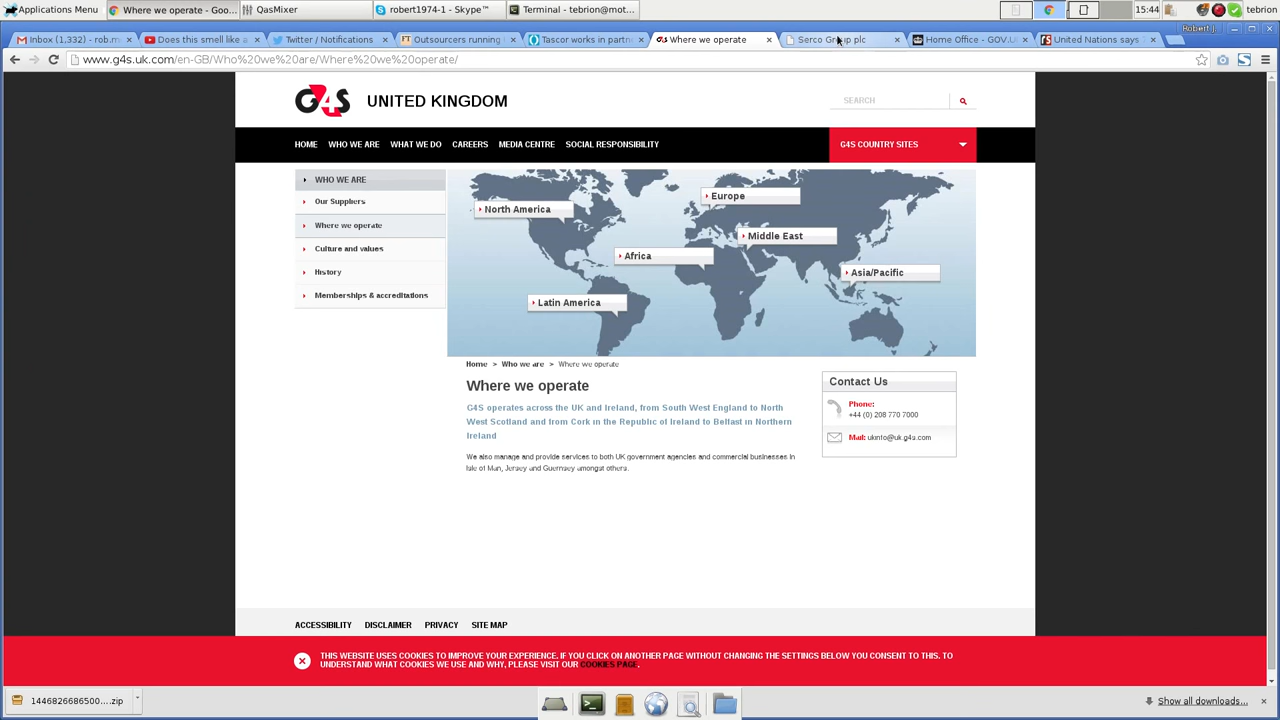 Applications Menu
Where we operate - Goo...
QasMixer
robert1974-1 - Skype™
Terminal - tebrion@mot...
15:44
tebrion
Inbox (1,332) - rob.m
Does this smell like a
Twitter / Notifications
Outsourcers running
Tascor works in partn
Where we operate
Serco Group plc
Home Office - GOV.U
United Nations says
Robert J.
www.g4s.uk.com/en-GB/Who%20we%20are/Where%20we%20operate/
G4S
UNITED KINGDOM
SEARCH
HOME
WHO WE ARE
WHAT WE DO
CAREERS
MEDIA CENTRE
SOCIAL RESPONSIBILITY
G4S COUNTRY SITES
WHO WE ARE
Our Suppliers
Where we operate
Culture and values
History
Memberships & accreditations
North America
Europe
Middle East
Africa
Asia/Pacific
Latin America
Home > Who we are > Where we operate
Where we operate
G4S operates across the UK and Ireland, from South West England to North
West Scotland and from Cork in the Republic of Ireland to Belfast in Northern
Ireland
We also manage and provide services to both UK government agencies and commercial businesses in
Isle of Man, Jersey and Guernsey amongst others.
Contact Us
Phone:
+44 (0) 208 770 7000
Mail: ukinfo@uk.g4s.com
ACCESSIBILITY
DISCLAIMER
PRIVACY
SITE MAP
THIS WEBSITE USES COOKIES TO IMPROVE YOUR EXPERIENCE. IF YOU CLICK ON ANOTHER PAGE WITHOUT CHANGING THE SETTINGS BELOW YOU CONSENT TO THIS. TO
UNDERSTAND WHAT COOKIES WE USE AND WHY, PLEASE VISIT OUR COOKIES PAGE.
1446826686500....zip
Show all downloads...